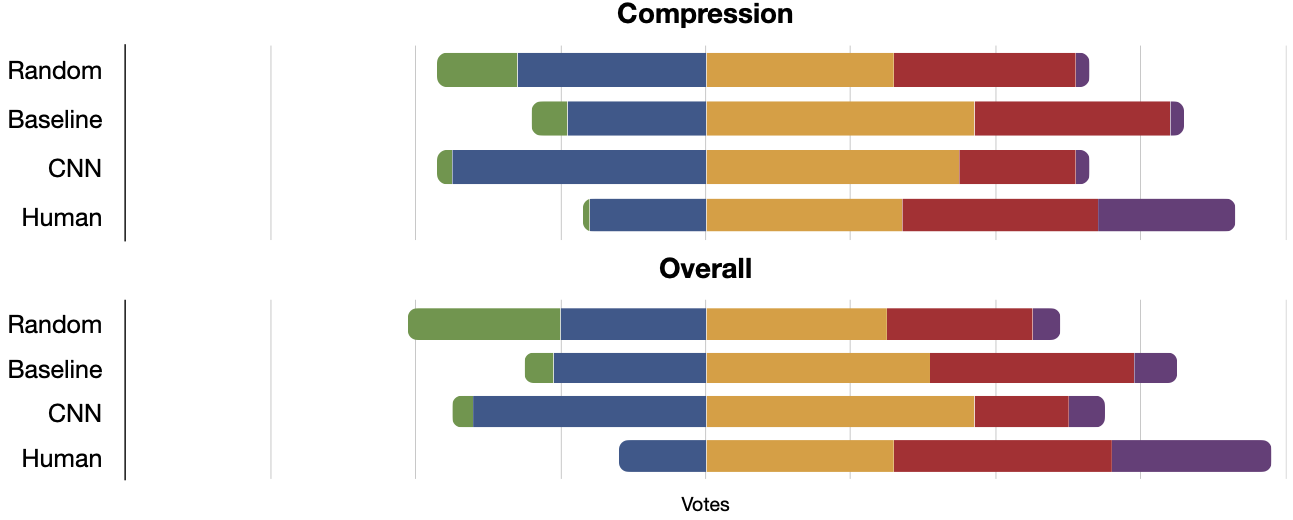 Compression
Random
Baseline
CNN
Human
Overall
Random
Baseline
CNN
Human
Votes